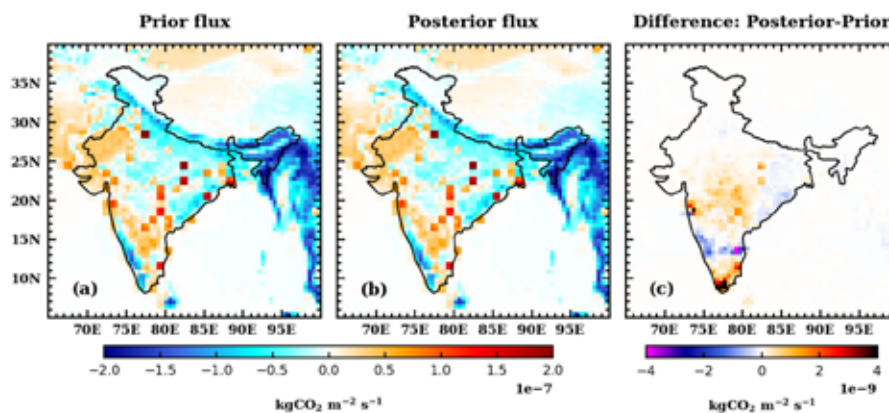 Prior flux
Posterior flux
Difference: Posterior-Prior
35N
30N
25N
20N
15N
10N
(a)
(b)
(c)
70E 75E 80E 85E 90E 95E
70E 75E 80E 85E 90E 95E
70E 75E 80E 85E 90E 95E
−2.0 −1.5 −1.0 −0.5 0.0 0.5 1.0 1.5 2.0
1e−7
kgCO₂ m⁻² s⁻¹
−4 −2 0 2 4
1e−9
kgCO₂ m⁻² s⁻¹